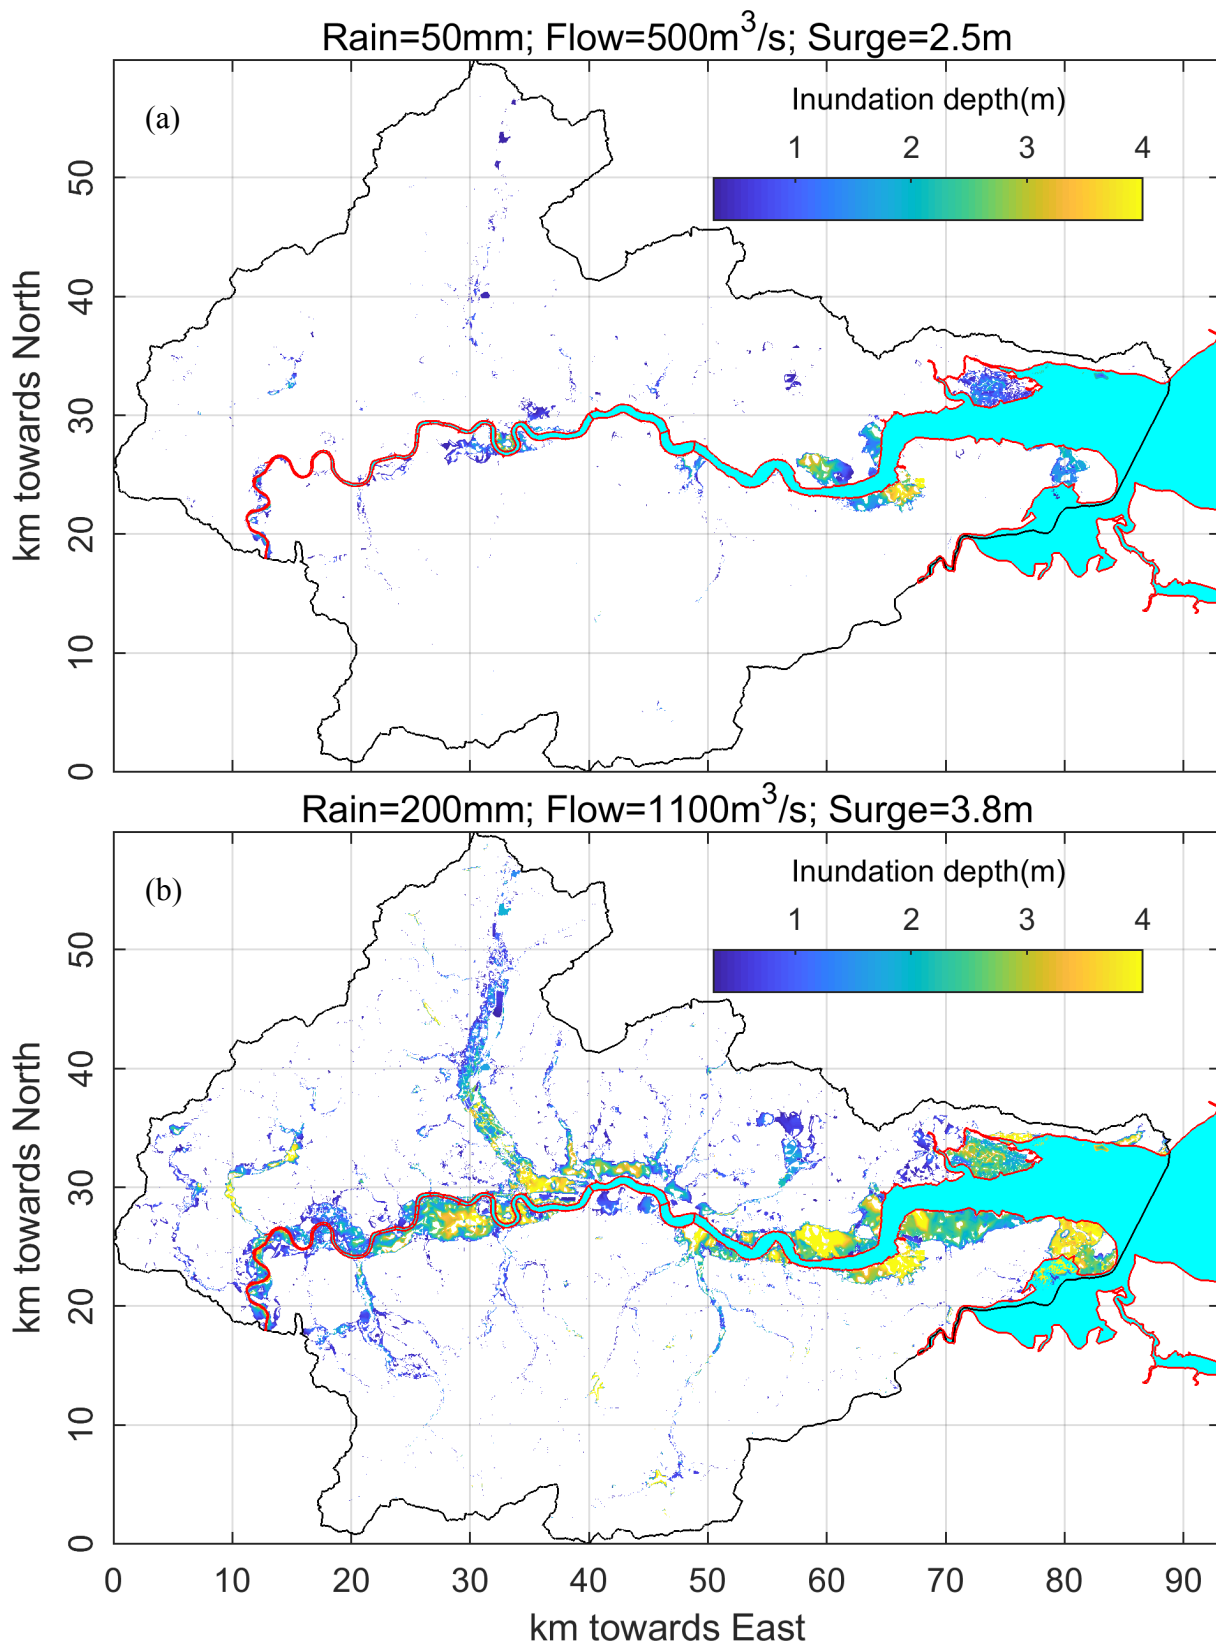 Rain=50mm; Flow=500m³/s; Surge=2.5m
(a)
Inundation depth(m)
1 2 3 4
50
40
30
20
10
0
km towards North
Rain=200mm; Flow=1100m³/s; Surge=3.8m
(b)
Inundation depth(m)
1 2 3 4
50
40
30
20
10
0
km towards North
0 10 20 30 40 50 60 70 80 90
km towards East